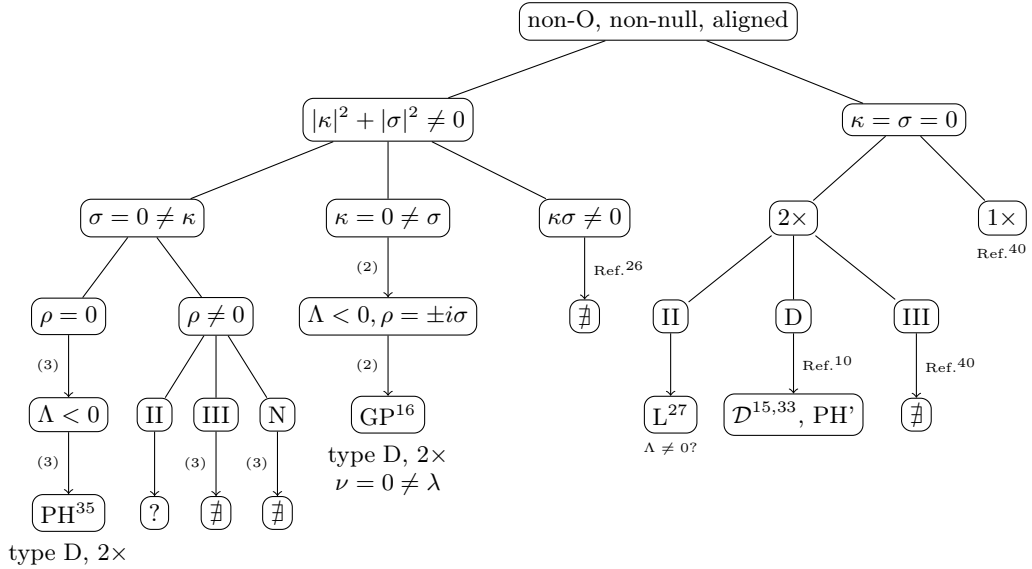 non-O, non-null, aligned
|κ|² + |σ|² ≠ 0
κ = σ = 0
σ = 0 ≠ κ
κ = 0 ≠ σ
κσ ≠ 0
2×
1×
Ref.⁴⁰
(2)
Ref.²⁶
ρ = 0
ρ ≠ 0
Λ < 0, ρ = ±iσ
∄
II
D
III
(3)
(2)
Ref.¹⁰
Ref.⁴⁰
Λ < 0
II
III
N
GP¹⁶
type D, 2×
ν = 0 ≠ λ
L²⁷
Λ ≠ 0?
𝒟¹⁵,³³, PH'
∄
(3)
(3)
(3)
PH³⁵
type D, 2×
?
∄
∄